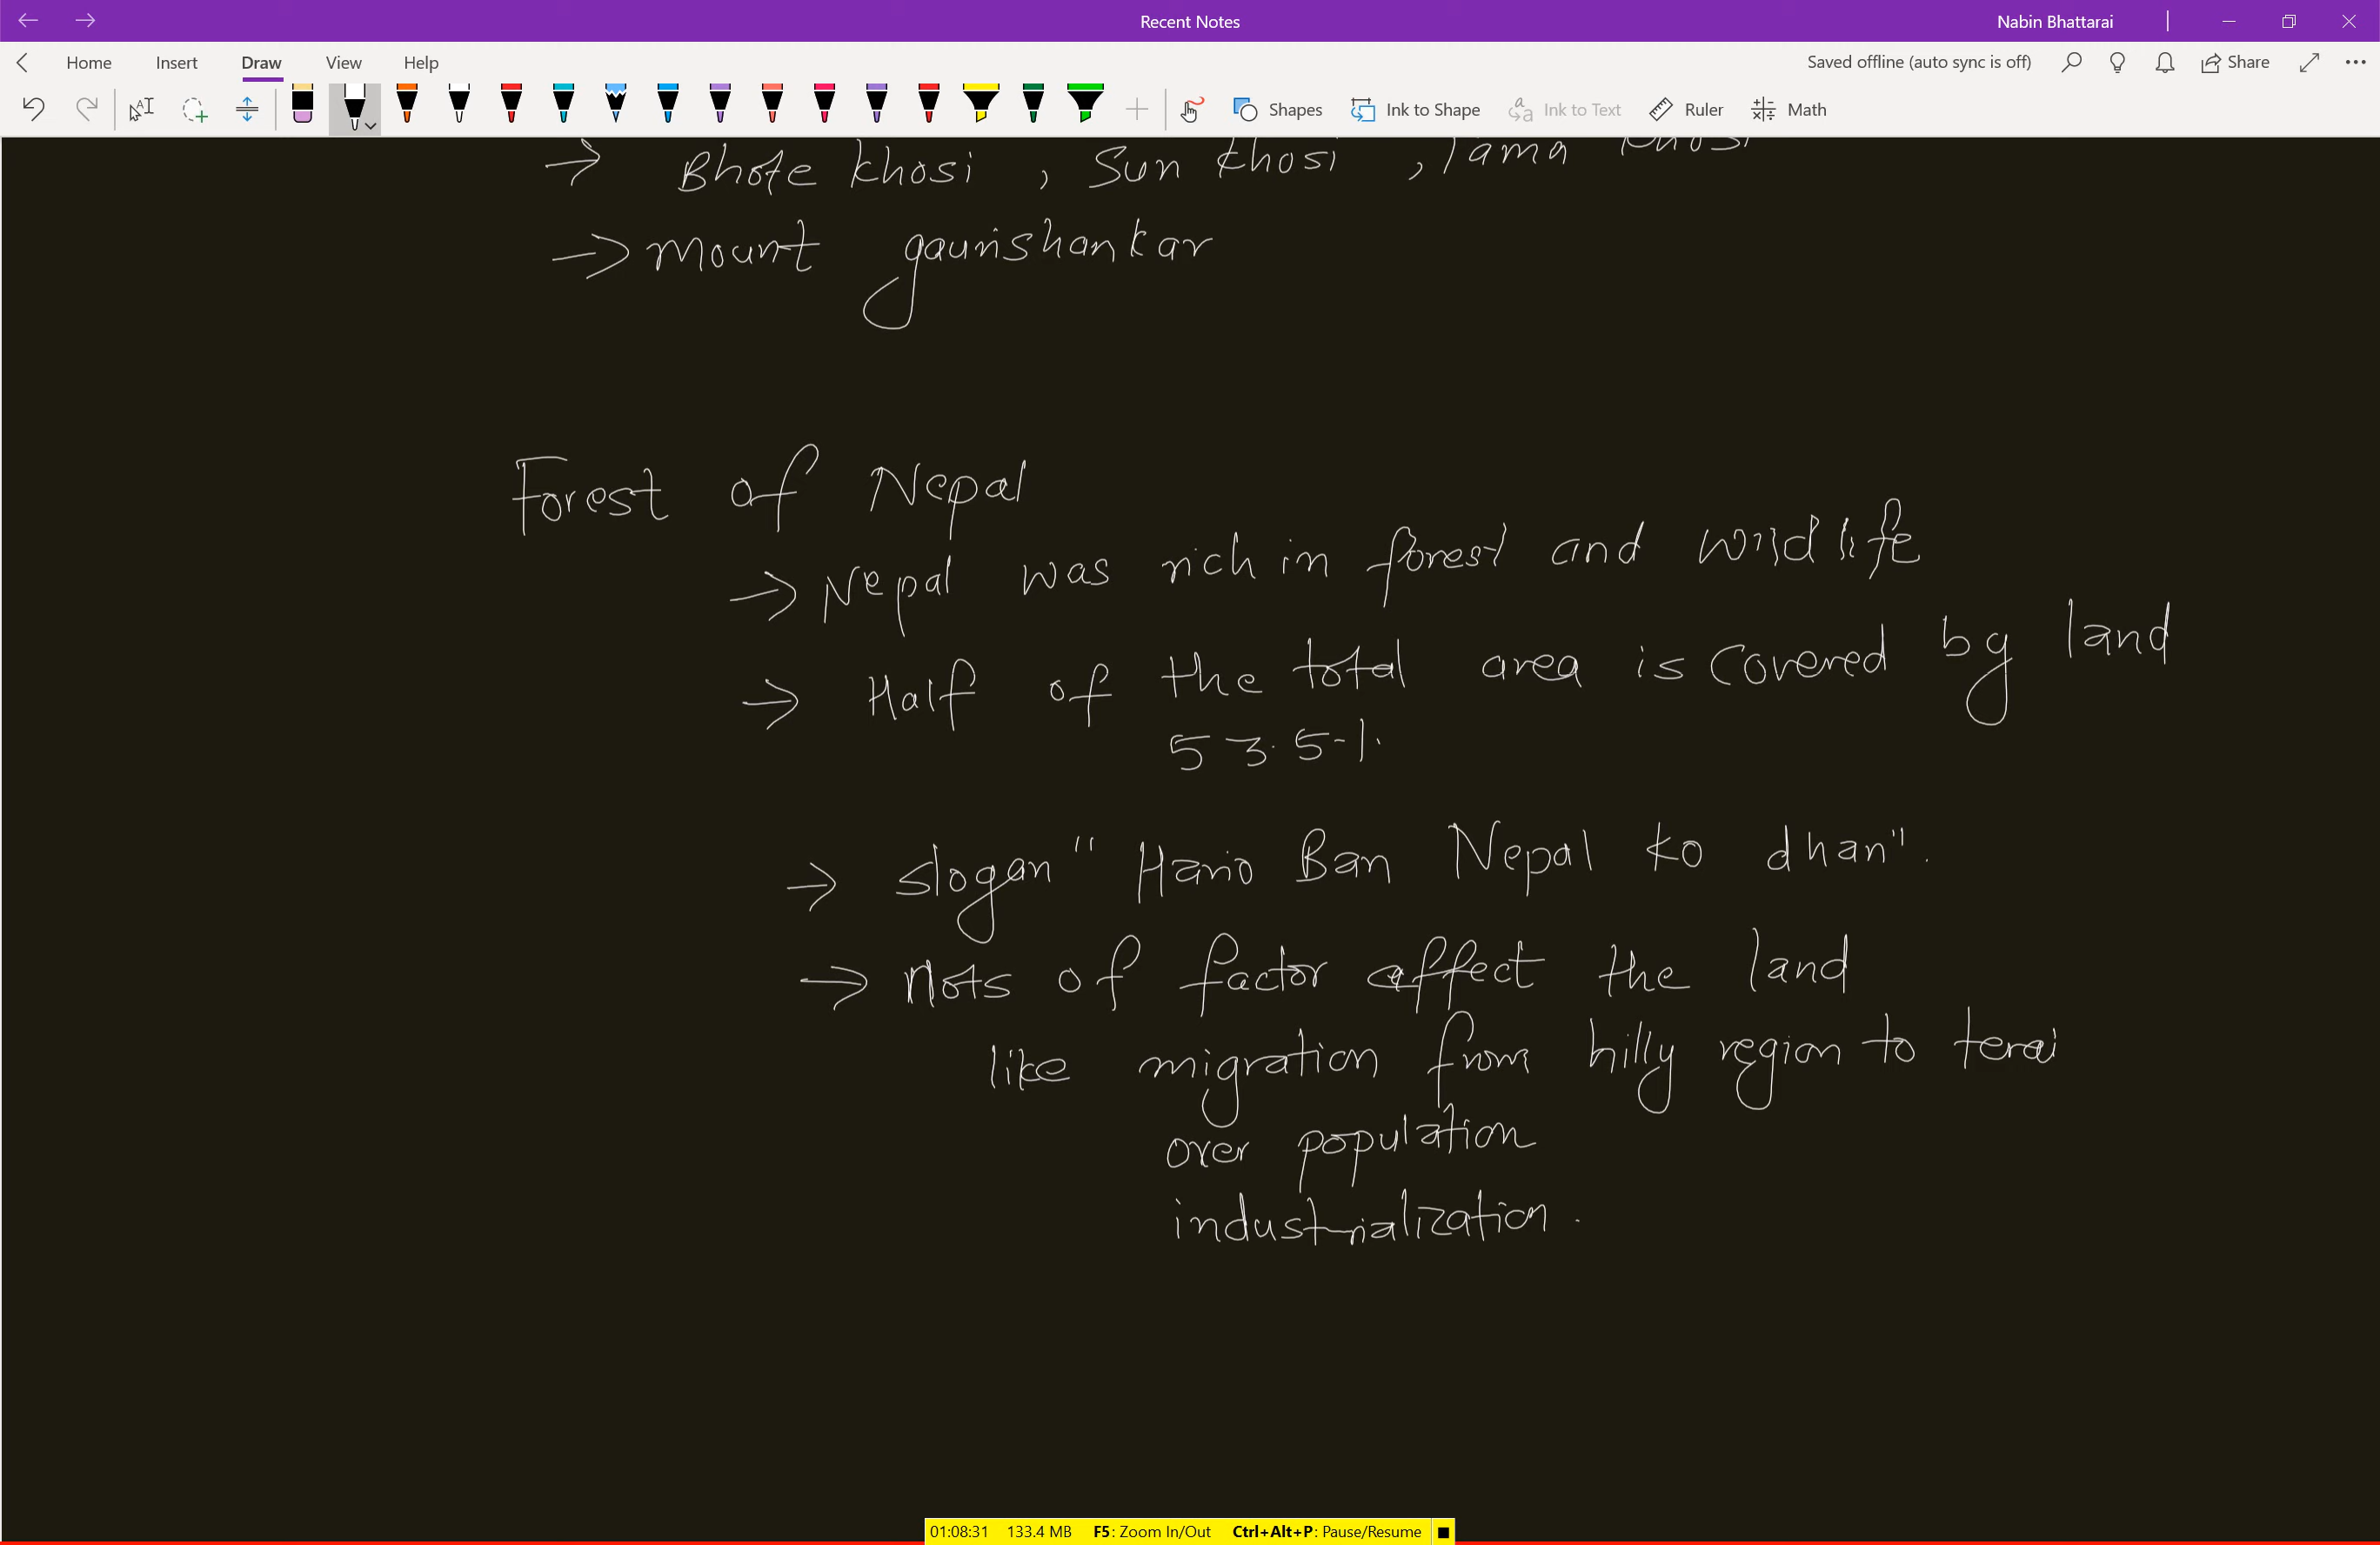 Recent Notes
Nabin Bhattarai
Home Insert Draw View Help
Saved offline (auto sync is off)
Share
Shapes
Ink to Shape
Ink to Text
Ruler
Math
→ Bhote khosi , Sun khosi , Tama khosi
→ Mount gaurishankar
Forest of Nepal
→ Nepal was rich in forest and wildlife
→ Half of the total area is covered by land
53.5%
→ slogan " Hario Ban Nepal ko dhan".
→ of factor affect the land
like migration from hilly region to terai
over population
industrialization.
01:08:31 133.4 MB F5: Zoom In/Out Ctrl+Alt+P: Pause/Resume